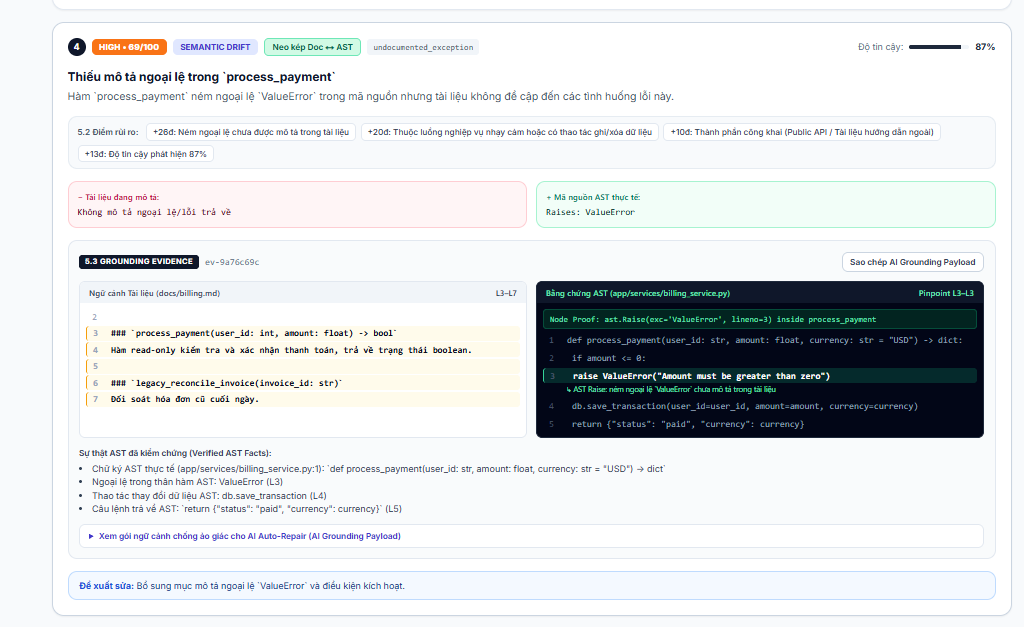 4 HIGH • 69/100 SEMANTIC DRIFT Neo kép Doc ↔ AST undocumented_exception Độ tin cậy: 87%
Thiếu mô tả ngoại lệ trong `process_payment`
Hàm `process_payment` ném ngoại lệ `ValueError` trong mã nguồn nhưng tài liệu không đề cập đến các tình huống lỗi này.
5.2 Điểm rủi ro: +26đ: Ném ngoại lệ chưa được mô tả trong tài liệu +20đ: Thuộc luồng nghiệp vụ nhạy cảm hoặc có thao tác ghi/xóa dữ liệu +10đ: Thành phần công khai (Public API / Tài liệu hướng dẫn ngoài)
+13đ: Độ tin cậy phát hiện 87%
− Tài liệu đang mô tả:
Không mô tả ngoại lệ/lỗi trả về
+ Mã nguồn AST thực tế:
Raises: ValueError
5.3 GROUNDING EVIDENCE ev-9a76c69c Sao chép AI Grounding Payload
Ngữ cảnh Tài liệu (docs/billing.md) L3–L7
2
3 ### `process_payment(user_id: int, amount: float) -> bool`
4 Hàm read-only kiểm tra và xác nhận thanh toán, trả về trạng thái boolean.
5
6 ### `legacy_reconcile_invoice(invoice_id: str)`
7 Đối soát hóa đơn cũ cuối ngày.
Bằng chứng AST (app/services/billing_service.py) Pinpoint L3–L3
Node Proof: ast.Raise(exc='ValueError', lineno=3) inside process_payment
1 def process_payment(user_id: str, amount: float, currency: str = "USD") -> dict:
2 if amount <= 0:
3 raise ValueError("Amount must be greater than zero")
↳ AST Raise: ném ngoại lệ `ValueError` chưa mô tả trong tài liệu
4 db.save_transaction(user_id=user_id, amount=amount, currency=currency)
5 return {"status": "paid", "currency": currency}
Sự thật AST đã kiểm chứng (Verified AST Facts):
• Chữ ký AST thực tế (app/services/billing_service.py:1): `def process_payment(user_id: str, amount: float, currency: str = "USD") -> dict`
• Ngoại lệ trong thân hàm AST: ValueError (L3)
• Thao tác thay đổi dữ liệu AST: db.save_transaction (L4)
• Câu lệnh trả về AST: `return {"status": "paid", "currency": currency}` (L5)
▶ Xem gói ngữ cảnh chống ảo giác cho AI Auto-Repair (AI Grounding Payload)
Đề xuất sửa: Bổ sung mục mô tả ngoại lệ `ValueError` và điều kiện kích hoạt.